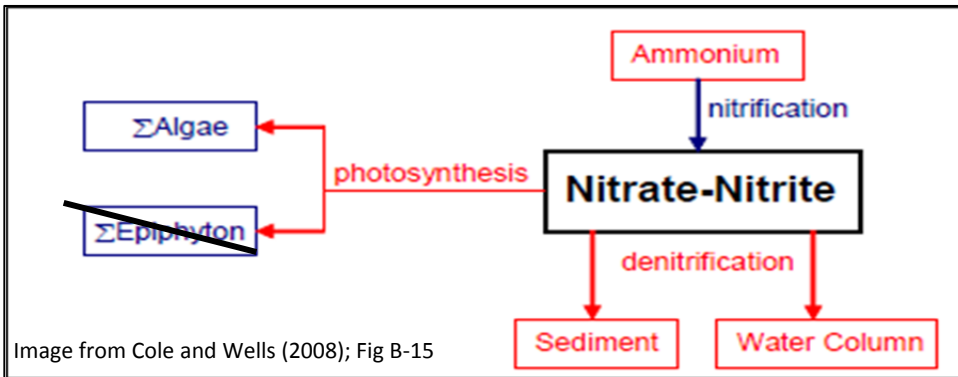 Ammonium
nitrification
ΣAlgae
photosynthesis
Nitrate-Nitrite
ΣEpiphyton
denitrification
Sediment
Water Column
Image from Cole and Wells (2008); Fig B-15